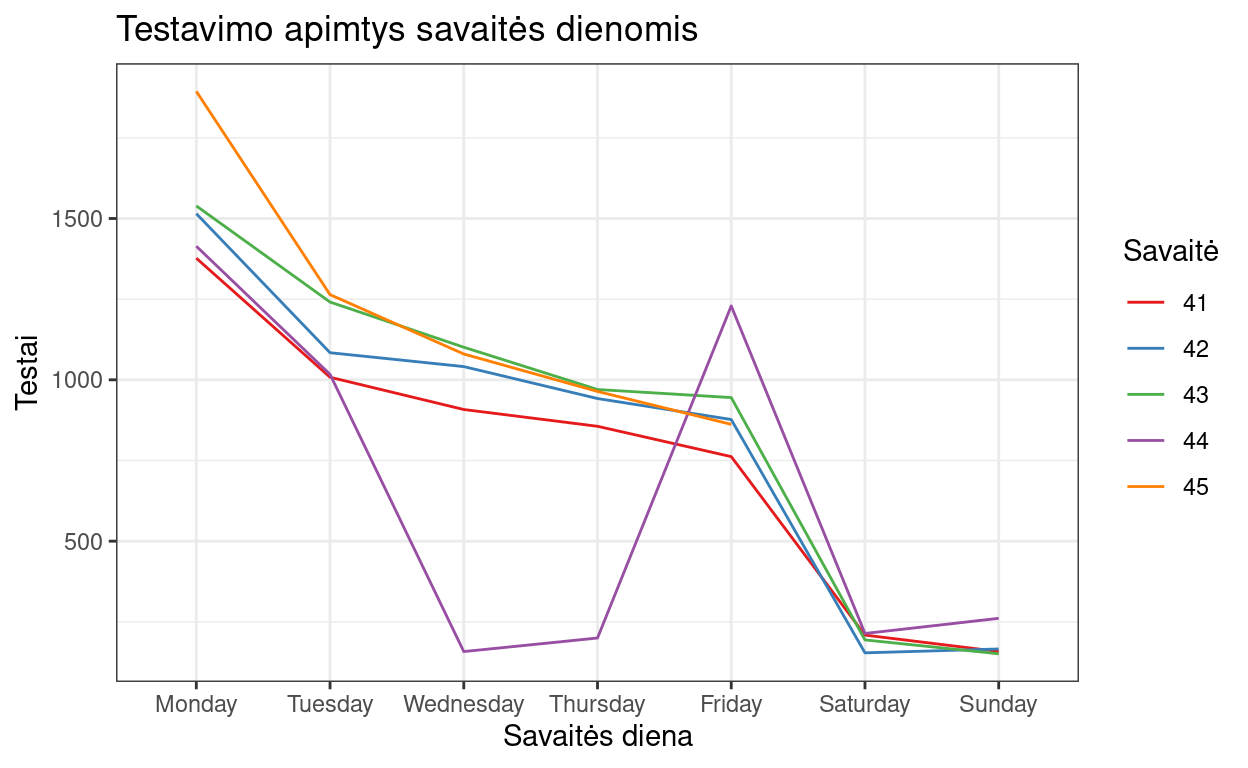 Testavimo apimtys savaitės dienomis
Testai
1500
1000
500
Monday Tuesday Wednesday Thursday Friday Saturday Sunday
Savaitės diena
Savaitė
41
42
43
44
45